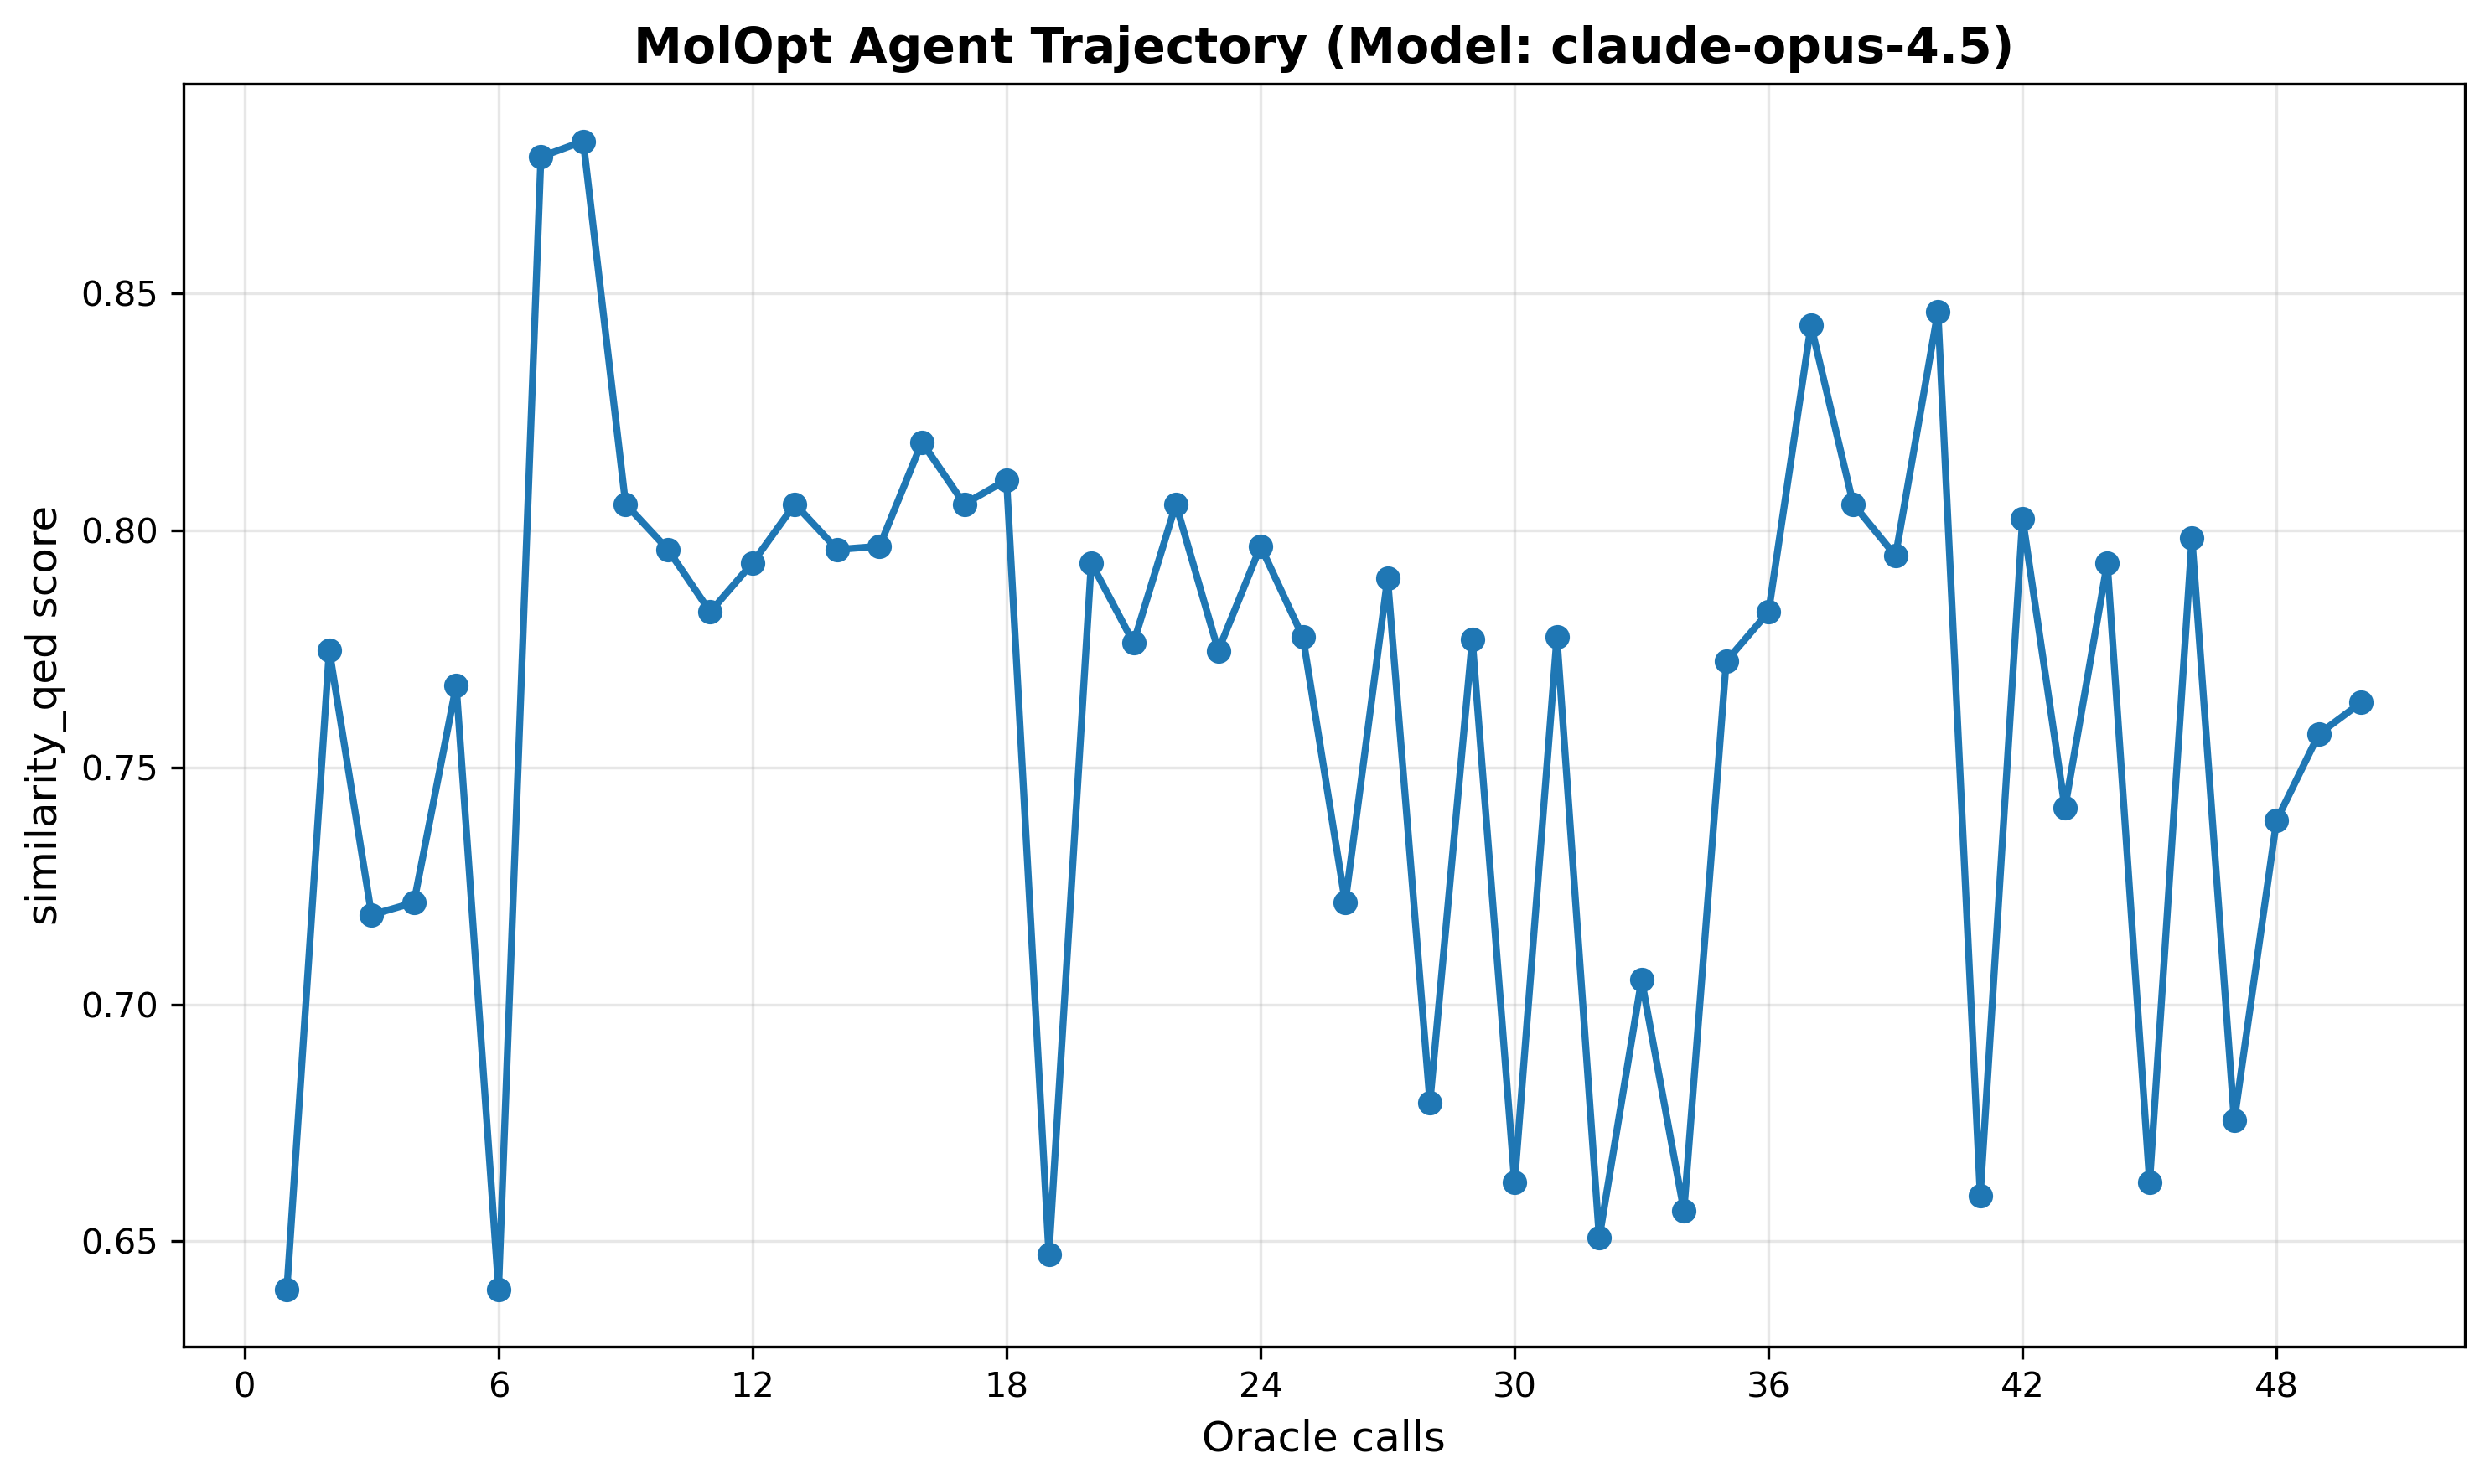 MolOpt Agent Trajectory (Model: claude-opus-4.5)
similarity_qed score
0.85
0.80
0.75
0.70
0.65
0 6 12 18 24 30 36 42 48
Oracle calls